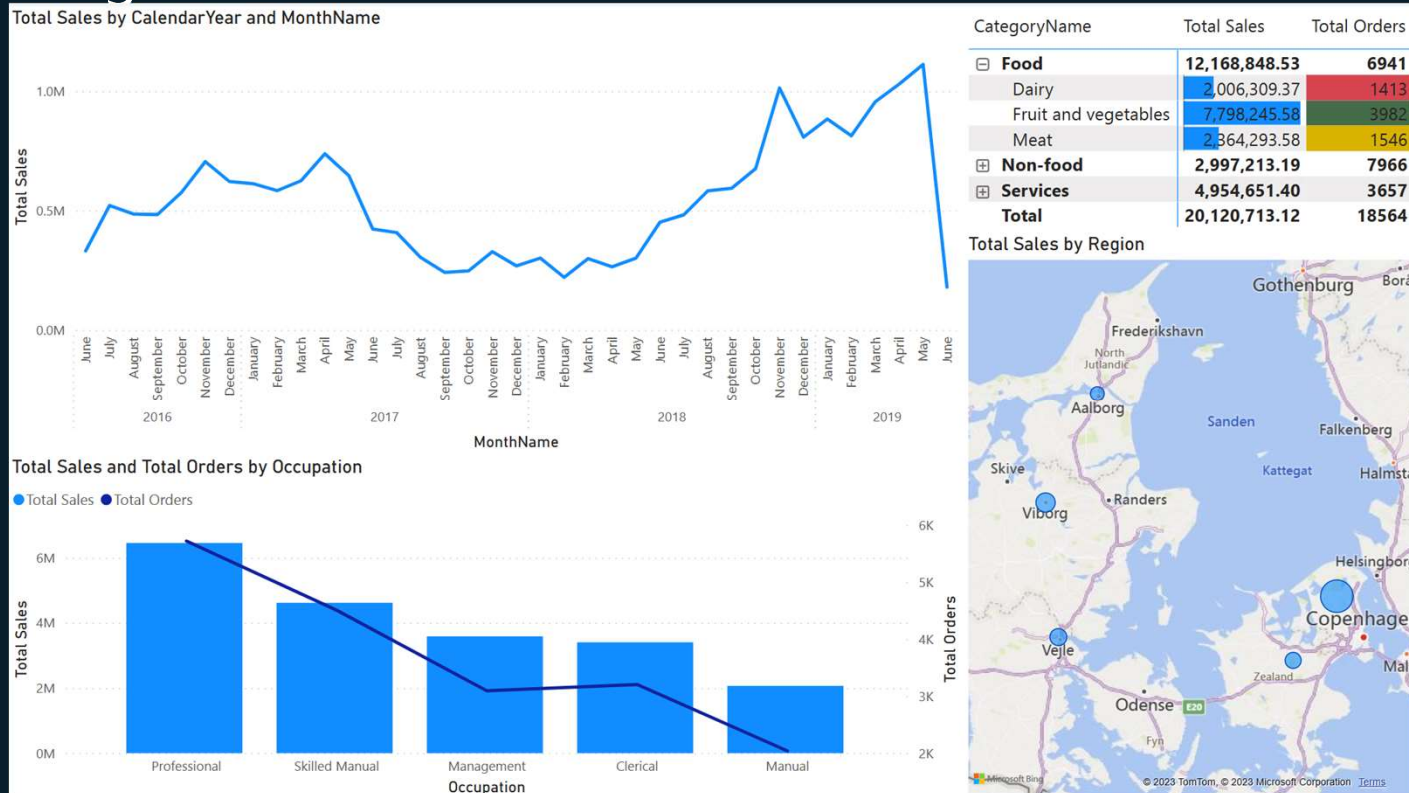 Total Sales by CalendarYear and MonthName
Total Sales
1.0M
0.5M
0.0M
June July August September October November December January February March April May June July August September October November December January February March April May June July August September October November December January February March April May June
2016 2017 2018 2019
MonthName
CategoryName Total Sales Total Orders
Food 12,168,848.53 6941
Dairy 2,006,309.37 1413
Fruit and vegetables 7,798,245.58 3982
Meat 2,364,293.58 1546
Non-food 2,997,213.19 7966
Services 4,954,651.40 3657
Total 20,120,713.12 18564
Total Sales by Region
Gothenburg Borå
Frederikshavn
North
Jutlandic
Aalborg
Sanden
Falkenberg
Skive
Kattegat
Halmsta
Viborg
Randers
Helsingbor
Copenhage
Vejle
Zealand
Mal
Odense E20
Fyn
Microsoft Bing
© 2023 TomTom, © 2023 Microsoft Corporation Terms
Total Sales and Total Orders by Occupation
Total Sales Total Orders
Total Sales
6M
4M
2M
0M
6K
5K
4K
3K
2K
Total Orders
Professional Skilled Manual Management Clerical Manual
Occupation